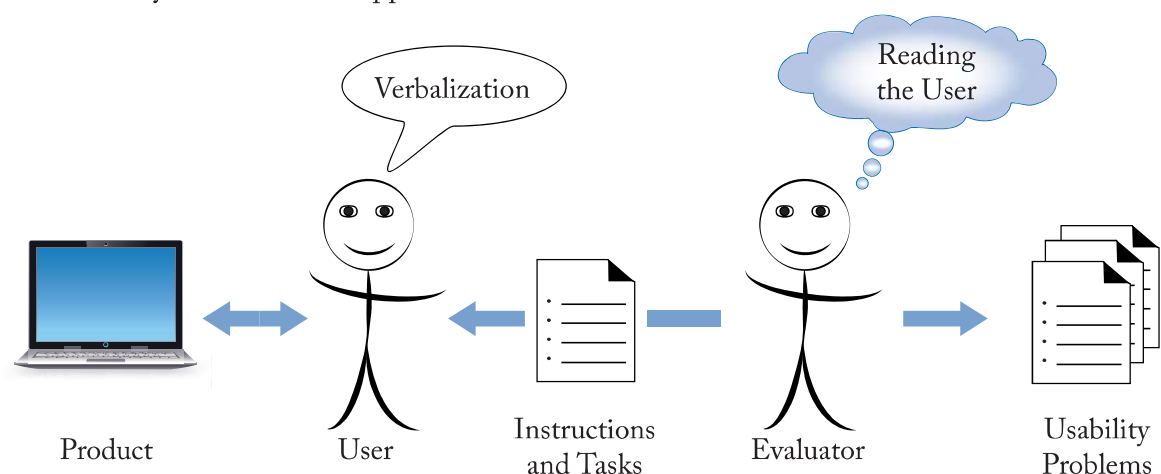 Verbalization
Reading
the User
Product
User
Instructions
and Tasks
Evaluator
Usability
Problems